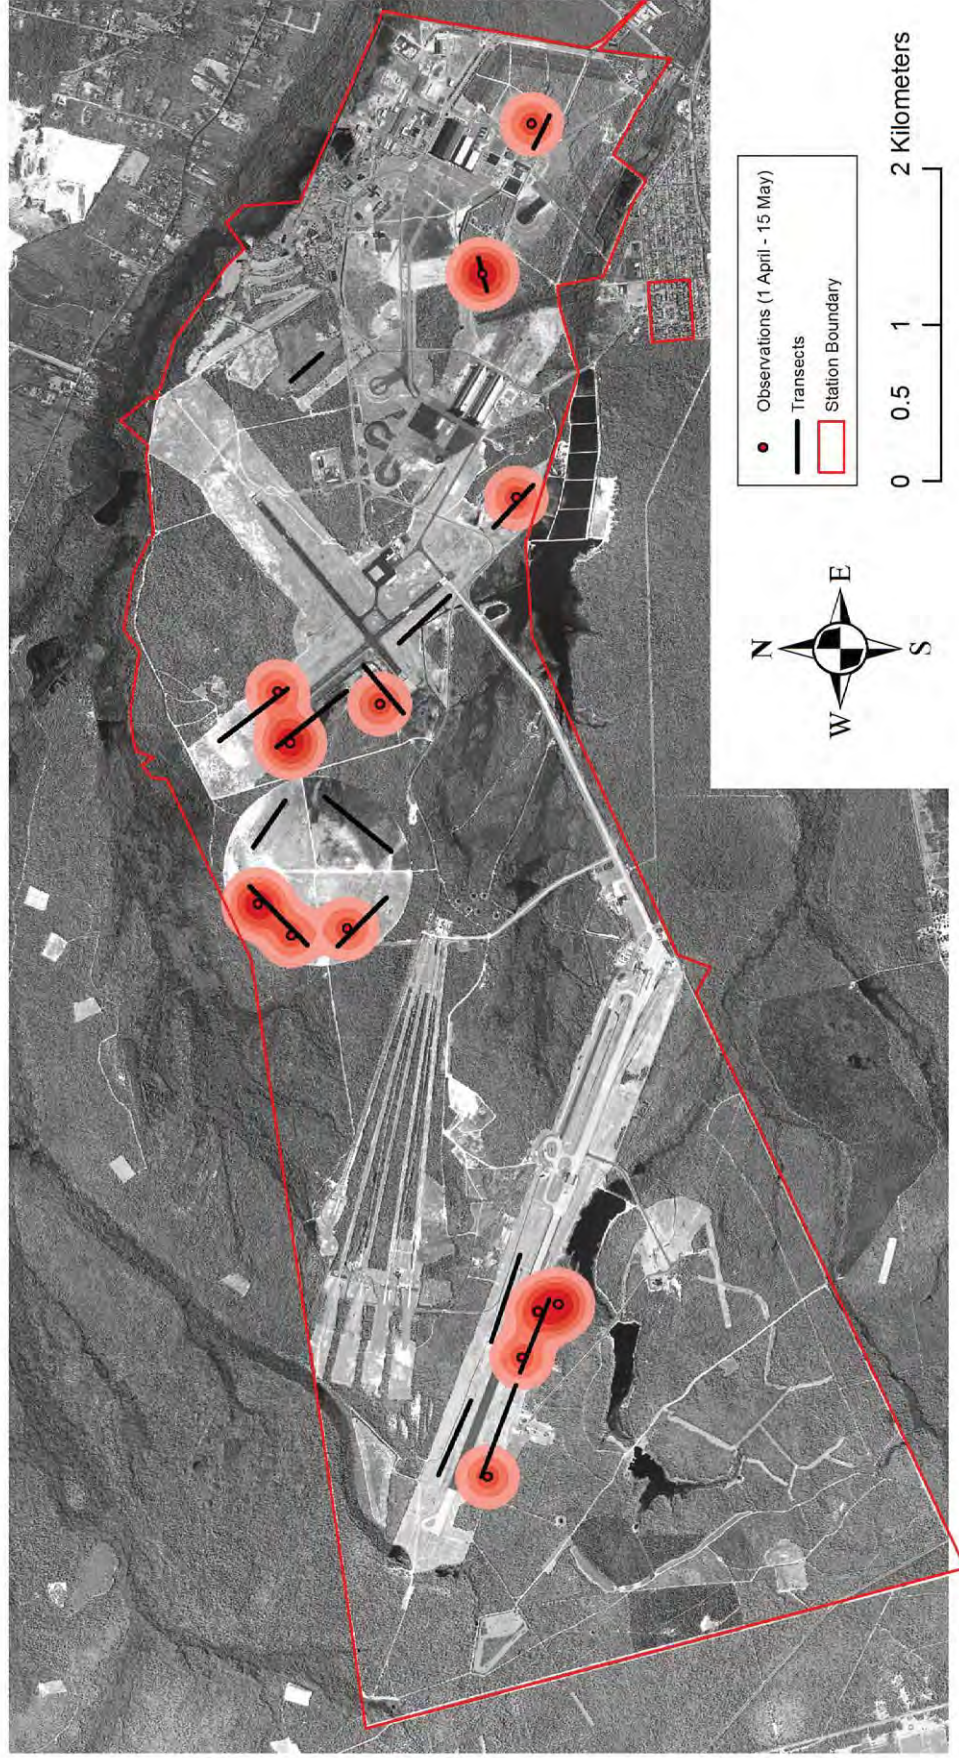 Observations (1 April - 15 May)
Transects
Station Boundary
N
W E
S
0 0.5 1 2 Kilometers